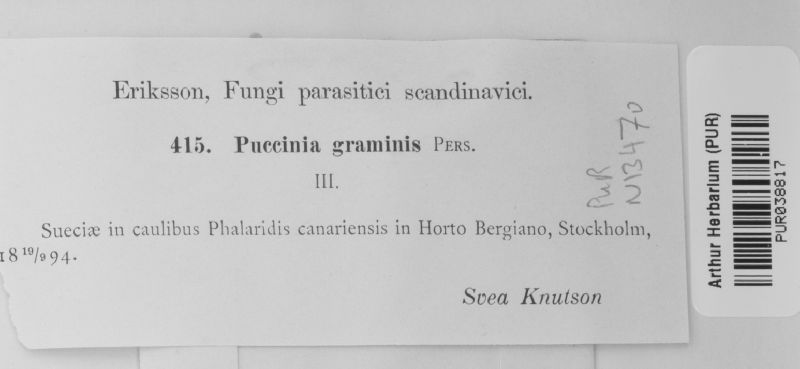 Eriksson, Fungi parasitici scandinavici.
415. Puccinia graminis PERS.
III.
Sueciæ in caulibus Phalaridis canariensis in Horto Bergiano, Stockholm,
18 19/9 94.
Svea Knutson
PUR
N13470
Arthur Herbarium (PUR)
PUR038817